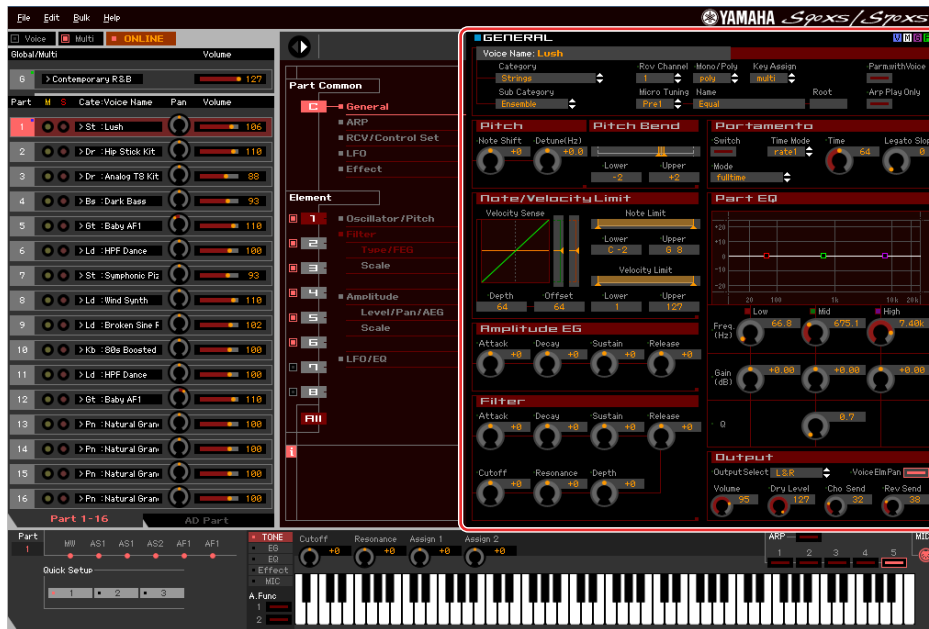 File Edit Bulk Help
YAMAHA S90XS/S70XS
Voice Multi ONLINE
Global/Multi Volume
G >Contemporary R&B 127
Part M S Cate:Voice Name Pan Volume
1 >St :Lush 106
2 >Dr :Hip Stick Kit 110
3 >Dr :Analog T8 Kit 88
4 >Bs :Dark Bass 93
5 >Gt :Baby AF1 110
6 >Ld :HPF Dance 100
7 >St :Symphonic Piz 93
8 >Ld :Wind Synth 110
9 >Ld :Broken Sine 102
10 >Kb :80s Boosted 100
11 >Ld :HPF Dance 100
12 >Gt :Baby AF1 110
13 >Pn :Natural Gran 100
14 >Pn :Natural Gran 100
15 >Pn :Natural Gran 100
16 >Pn :Natural Gran 100
Part 1-16 AD Part
Part Common
C General
ARP
RCV/Control Set
LFO
Effect
Element
1 Oscillator/Pitch
Filter
2 Type/FEG
3 Scale
4 Amplitude
5 Level/Pan/AEG
Scale
6
7 LFO/EQ
8
All
i
GENERAL V M
Voice Name: Lush
Category Rcv Channel Mono/Poly Key Assign ParmwithVoice
Strings 1 poly multi
Sub Category Micro Tuning Name Root Arp Play Only
Ensemble Pre1 Equal
Pitch Pitch Bend Portamento
Note Shift Detune(Hz) Switch Time Mode Time Legato Slop
+0 +0.0 rate1 64 0
Lower Upper Mode
-2 +2 fulltime
Note/Velocity Limit Part EQ
Velocity Sense Note Limit
Lower Upper
C -2 G 8
Velocity Limit
Depth Offset Lower Upper
64 64 1 127
+20
+10
0
-10
-20
20 100 1k 10k 20k
Low Mid High
Freq. (Hz) 66.8 675.1 7.40k
Gain (dB) +0.00 +0.00 +0.00
Q 0.7
Amplitude EG
Attack Decay Sustain Release
+0 +0 +0 +0
Filter
Attack Decay Sustain Release
+0 +0 +0 +0
Cutoff Resonance Depth
+0 +0 +0
Output
OutputSelect L&R VoiceElmPan
Volume Dry Level Cho Send Rev Send
95 127 32 38
Part MW AS1 AS1 AS2 AF1 AF1
1
Quick Setup
1 2 3
TONE
EG
EQ
Effect
MIC
A.Func
1
2
Cutoff Resonance Assign 1 Assign 2
+0 +0 +0 +0
ARP MIC
1 2 3 4 5